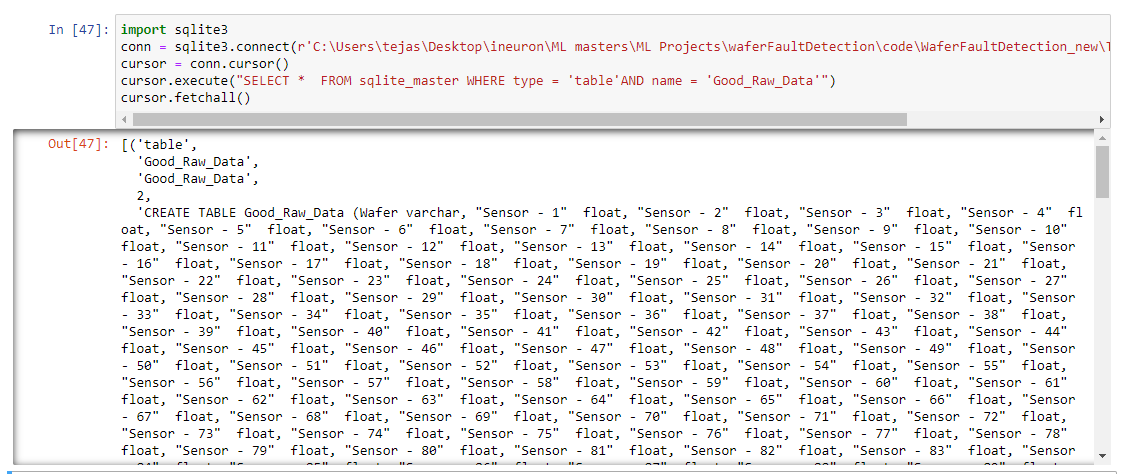 In [47]: import sqlite3
conn = sqlite3.connect(r'C:\Users\tejas\Desktop\ineuron\ML masters\ML Projects\waferFaultDetection\code\WaferFaultDetection_new\
cursor = conn.cursor()
cursor.execute("SELECT *  FROM sqlite_master WHERE type = 'table'AND name = 'Good_Raw_Data'")
cursor.fetchall()
Out[47]: [('table',
'Good_Raw_Data',
'Good_Raw_Data',
2,
'CREATE TABLE Good_Raw_Data (Wafer varchar, "Sensor - 1"  float, "Sensor - 2"  float, "Sensor - 3"  float, "Sensor - 4"  fl
oat, "Sensor - 5"  float, "Sensor - 6"  float, "Sensor - 7"  float, "Sensor - 8"  float, "Sensor - 9"  float, "Sensor - 10"
float, "Sensor - 11"  float, "Sensor - 12"  float, "Sensor - 13"  float, "Sensor - 14"  float, "Sensor - 15"  float, "Sensor
- 16"  float, "Sensor - 17"  float, "Sensor - 18"  float, "Sensor - 19"  float, "Sensor - 20"  float, "Sensor - 21"  float,
"Sensor - 22"  float, "Sensor - 23"  float, "Sensor - 24"  float, "Sensor - 25"  float, "Sensor - 26"  float, "Sensor - 27"
float, "Sensor - 28"  float, "Sensor - 29"  float, "Sensor - 30"  float, "Sensor - 31"  float, "Sensor - 32"  float, "Sensor
- 33"  float, "Sensor - 34"  float, "Sensor - 35"  float, "Sensor - 36"  float, "Sensor - 37"  float, "Sensor - 38"  float,
"Sensor - 39"  float, "Sensor - 40"  float, "Sensor - 41"  float, "Sensor - 42"  float, "Sensor - 43"  float, "Sensor - 44"
float, "Sensor - 45"  float, "Sensor - 46"  float, "Sensor - 47"  float, "Sensor - 48"  float, "Sensor - 49"  float, "Sensor
- 50"  float, "Sensor - 51"  float, "Sensor - 52"  float, "Sensor - 53"  float, "Sensor - 54"  float, "Sensor - 55"  float,
"Sensor - 56"  float, "Sensor - 57"  float, "Sensor - 58"  float, "Sensor - 59"  float, "Sensor - 60"  float, "Sensor - 61"
float, "Sensor - 62"  float, "Sensor - 63"  float, "Sensor - 64"  float, "Sensor - 65"  float, "Sensor - 66"  float, "Sensor
- 67"  float, "Sensor - 68"  float, "Sensor - 69"  float, "Sensor - 70"  float, "Sensor - 71"  float, "Sensor - 72"  float,
"Sensor - 73"  float, "Sensor - 74"  float, "Sensor - 75"  float, "Sensor - 76"  float, "Sensor - 77"  float, "Sensor - 78"
float, "Sensor - 79"  float, "Sensor - 80"  float, "Sensor - 81"  float, "Sensor - 82"  float, "Sensor - 83"  float, "Sensor